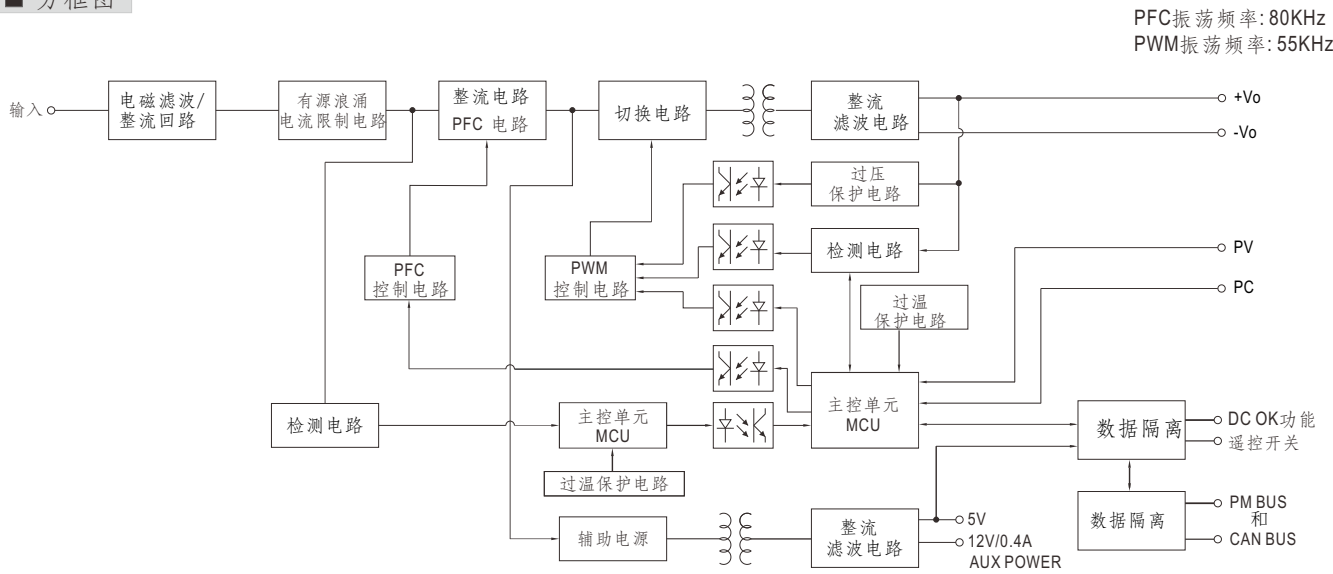 方框图
PFC振荡频率: 80KHz
PWM振荡频率: 55KHz
输入
电磁滤波/
整流回路
有源浪涌
电流限制电路
整流电路
PFC 电路
切换电路
整流
滤波电路
+Vo
-Vo
过压
保护电路
检测电路
PFC
控制电路
PWM
控制电路
过温
保护电路
PV
PC
检测电路
主控单元
MCU
主控单元
MCU
数据隔离
DC OK功能
遥控开关
过温保护电路
数据隔离
PM BUS
和
CAN BUS
辅助电源
整流
滤波电路
5V
12V/0.4A
AUX POWER